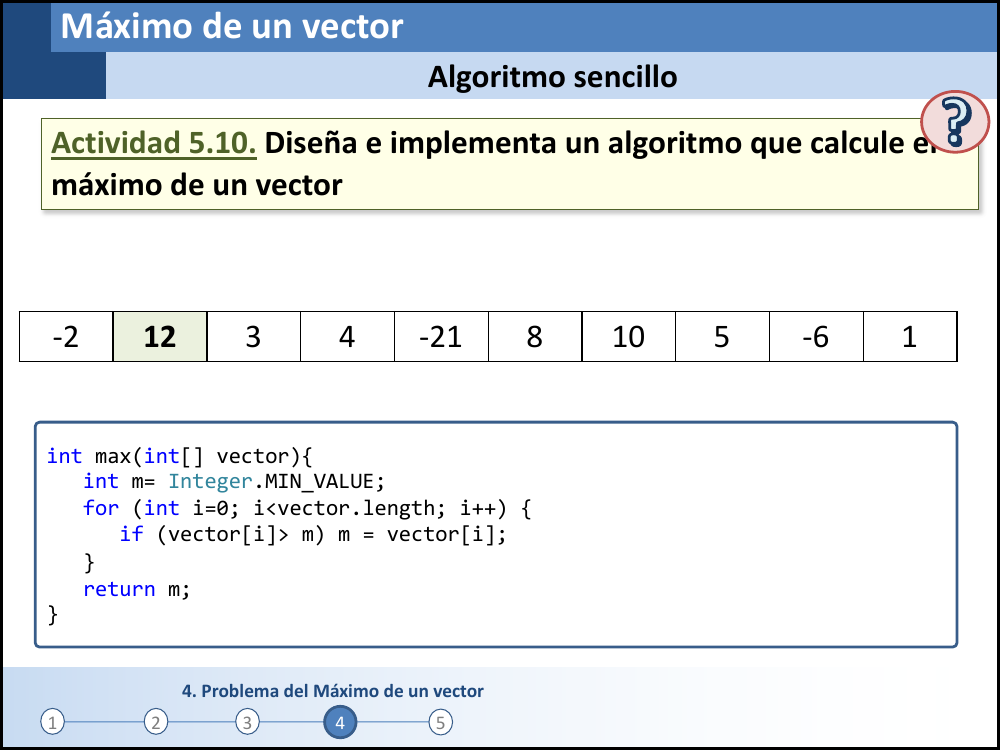 Máximo de un vector
Algoritmo sencillo
?
Actividad 5.10. Diseña e implementa un algoritmo que calcule el
máximo de un vector
-2 12 3 4 -21 8 10 5 -6 1
int max(int[] vector){
   int m= Integer.MIN_VALUE;
   for (int i=0; i<vector.length; i++) {
      if (vector[i]> m) m = vector[i];
   }
   return m;
}
4. Problema del Máximo de un vector
1 2 3 4 5